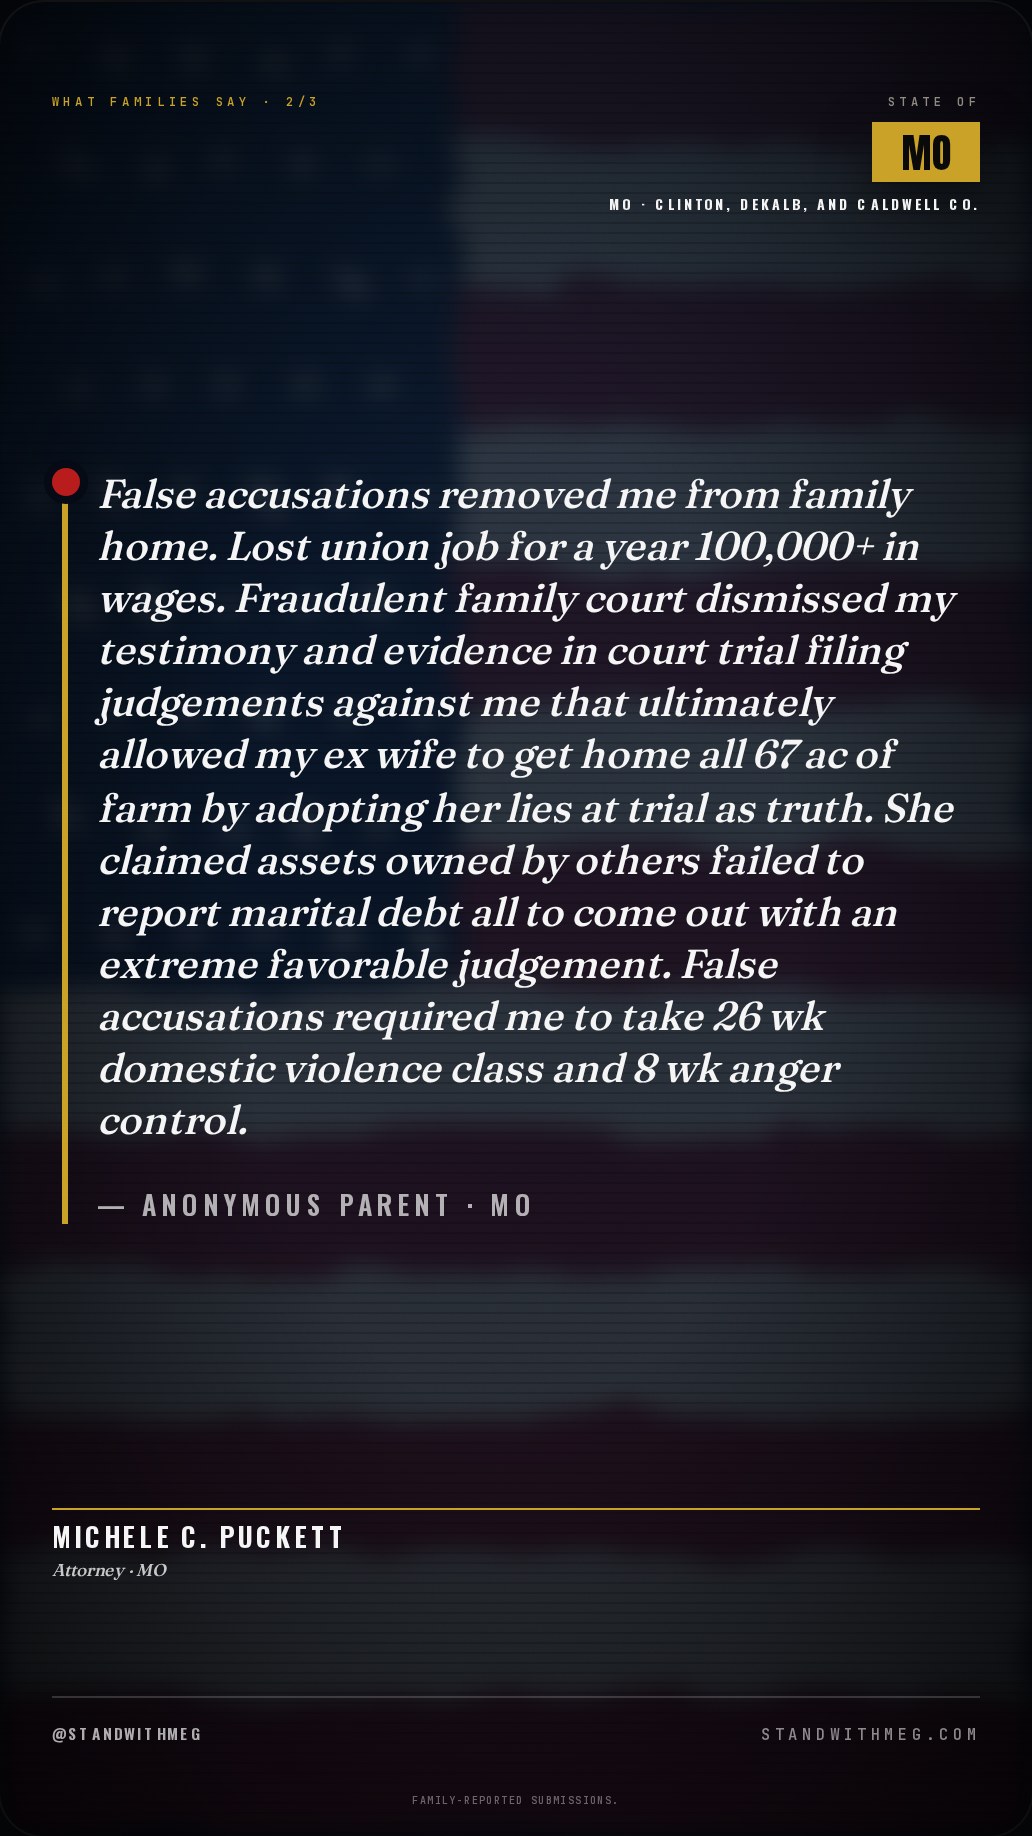 WHAT FAMILIES SAY · 2/3
STATE OF
MO
MO · CLINTON, DEKALB, AND CALDWELL CO.
False accusations removed me from family
home. Lost union job for a year 100,000+ in
wages. Fraudulent family court dismissed my
testimony and evidence in court trial filing
judgements against me that ultimately
allowed my ex wife to get home all 67 ac of
farm by adopting her lies at trial as truth. She
claimed assets owned by others failed to
report marital debt all to come out with an
extreme favorable judgement. False
accusations required me to take 26 wk
domestic violence class and 8 wk anger
control.
— ANONYMOUS PARENT · MO
MICHELE C. PUCKETT
Attorney · MO
@STANDWITHMEG
STANDWITHMEG.COM
FAMILY-REPORTED SUBMISSIONS.